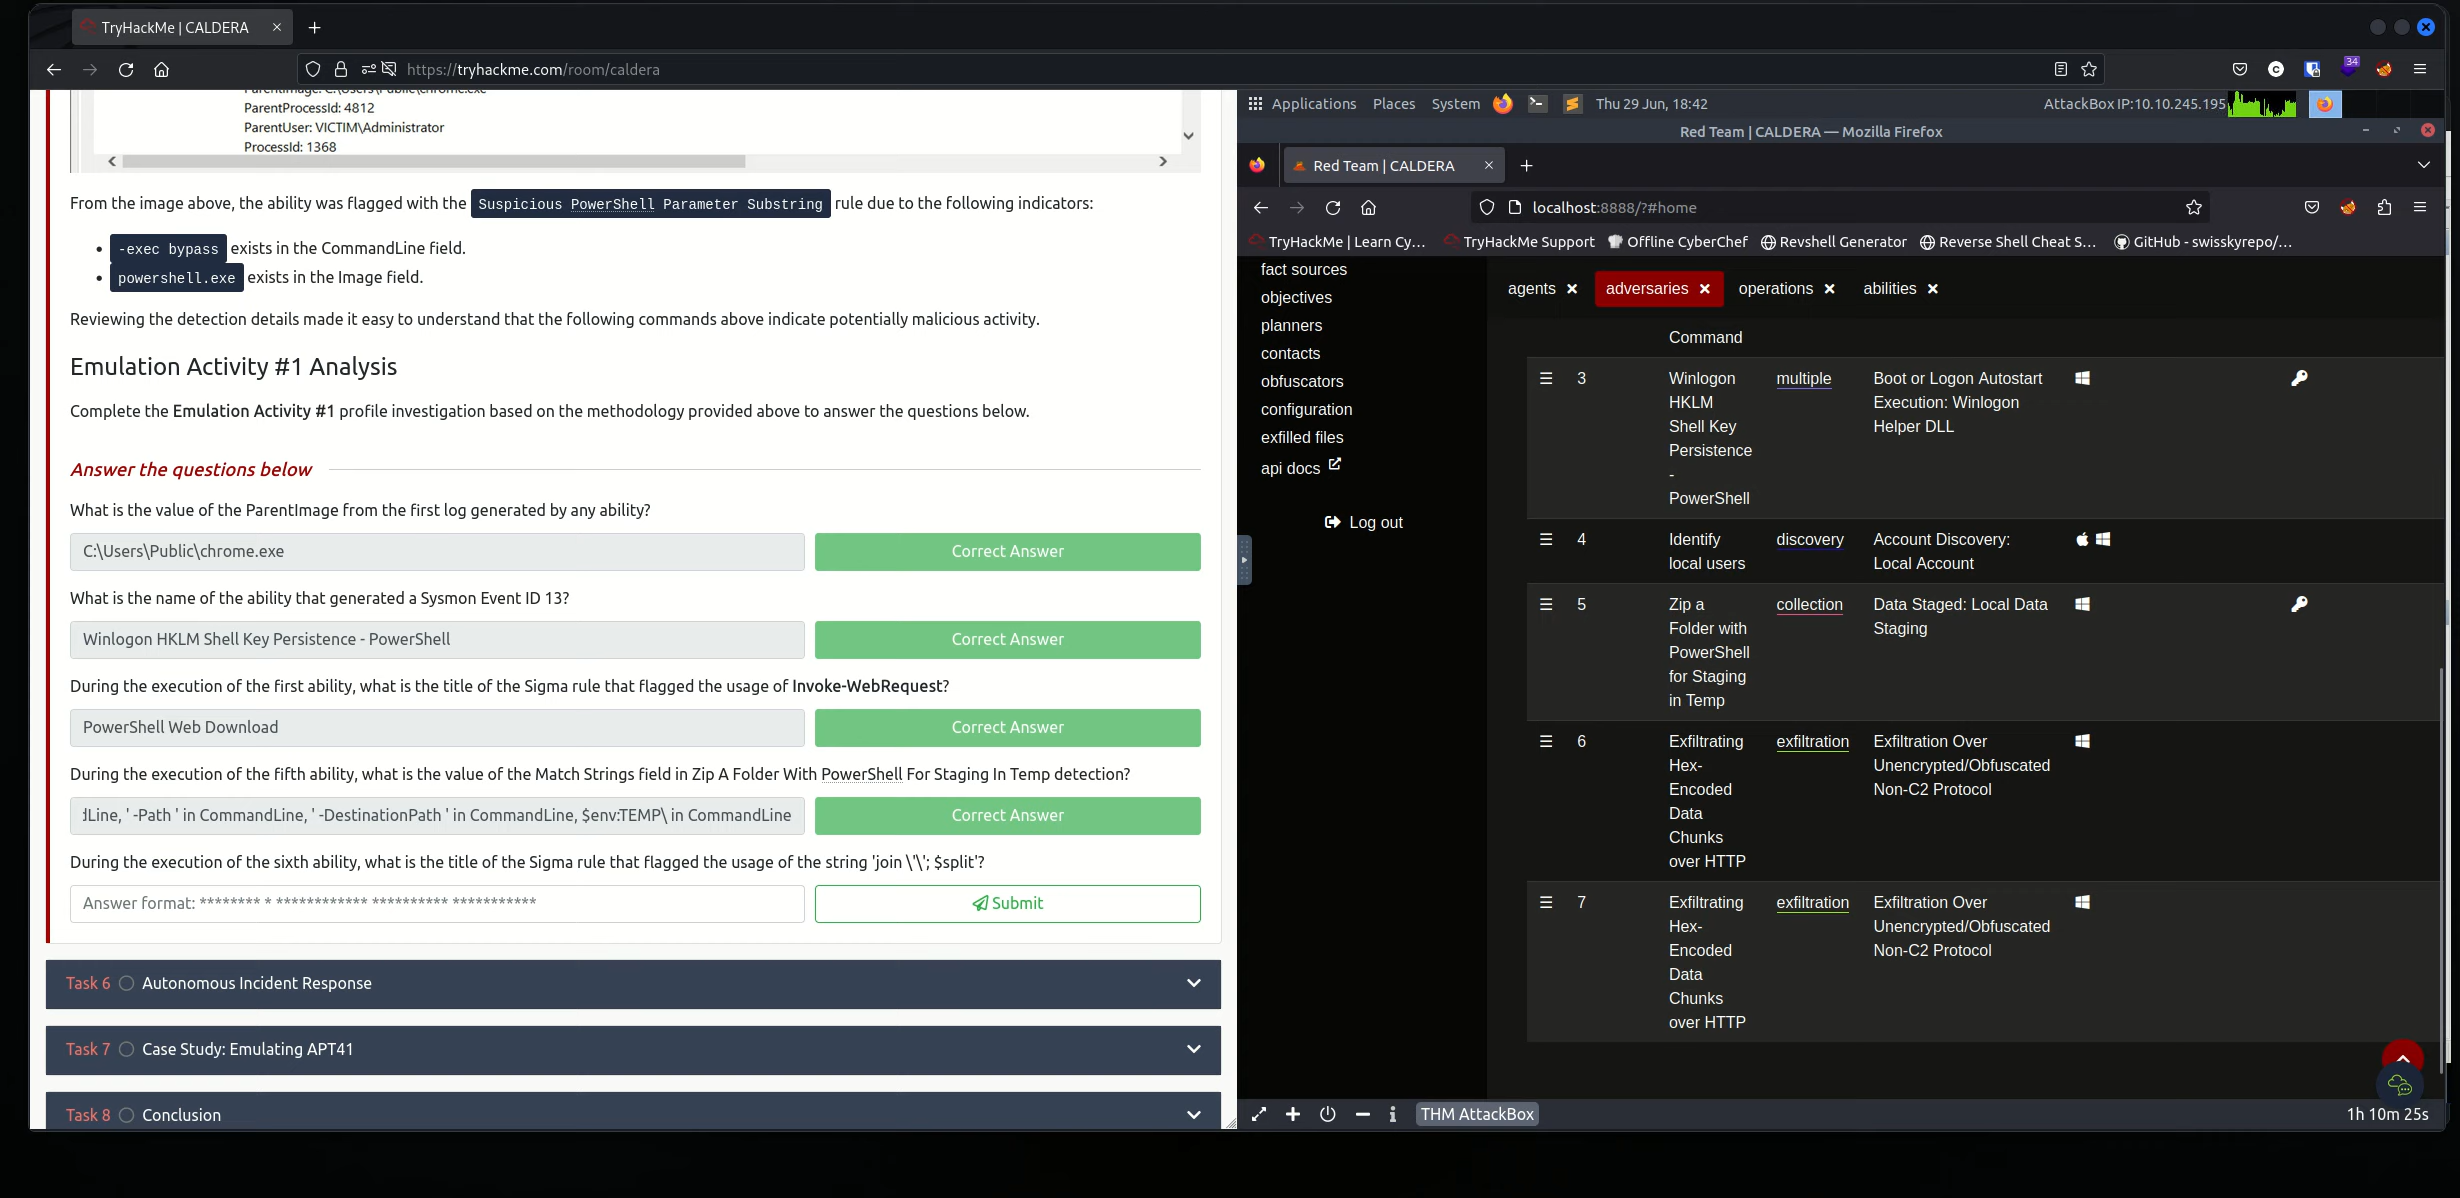 TryHackMe | CALDERA
https://tryhackme.com/room/caldera
34
ParentImage: C:\Users\Public\chrome.exe
ParentProcessId: 4812
ParentUser: VICTIM\Administrator
ProcessId: 1368
From the image above, the ability was flagged with the Suspicious PowerShell Parameter Substring rule due to the following indicators:
• -exec bypass exists in the CommandLine field.
• powershell.exe exists in the Image field.
Reviewing the detection details made it easy to understand that the following commands above indicate potentially malicious activity.
Emulation Activity #1 Analysis
Complete the Emulation Activity #1 profile investigation based on the methodology provided above to answer the questions below.
Answer the questions below
What is the value of the ParentImage from the first log generated by any ability?
C:\Users\Public\chrome.exe
Correct Answer
What is the name of the ability that generated a Sysmon Event ID 13?
Winlogon HKLM Shell Key Persistence - PowerShell
Correct Answer
During the execution of the first ability, what is the title of the Sigma rule that flagged the usage of Invoke-WebRequest?
PowerShell Web Download
Correct Answer
During the execution of the fifth ability, what is the value of the Match Strings field in Zip A Folder With PowerShell For Staging In Temp detection?
dLine, ' -Path ' in CommandLine, ' -DestinationPath ' in CommandLine, $env:TEMP\ in CommandLine
Correct Answer
During the execution of the sixth ability, what is the title of the Sigma rule that flagged the usage of the string 'join \'\'; $split'?
Answer format: ******** * ************ ********** ***********
Submit
Task 6 Autonomous Incident Response
Task 7 Case Study: Emulating APT41
Task 8 Conclusion
Applications Places System Thu 29 Jun, 18:42 AttackBox IP:10.10.245.195
Red Team | CALDERA — Mozilla Firefox
Red Team | CALDERA
localhost:8888/?#home
TryHackMe | Learn Cy… TryHackMe Support Offline CyberChef Revshell Generator Reverse Shell Cheat S… GitHub - swisskyrepo/…
fact sources
objectives
planners
contacts
obfuscators
configuration
exfilled files
api docs
Log out
agents adversaries operations abilities
Command
3
Winlogon
HKLM
Shell Key
Persistence
-
PowerShell
multiple
Boot or Logon Autostart
Execution: Winlogon
Helper DLL
4
Identify
local users
discovery
Account Discovery:
Local Account
5
Zip a
Folder with
PowerShell
for Staging
in Temp
collection
Data Staged: Local Data
Staging
6
Exfiltrating
Hex-
Encoded
Data
Chunks
over HTTP
exfiltration
Exfiltration Over
Unencrypted/Obfuscated
Non-C2 Protocol
7
Exfiltrating
Hex-
Encoded
Data
Chunks
over HTTP
exfiltration
Exfiltration Over
Unencrypted/Obfuscated
Non-C2 Protocol
THM AttackBox
1h 10m 25s